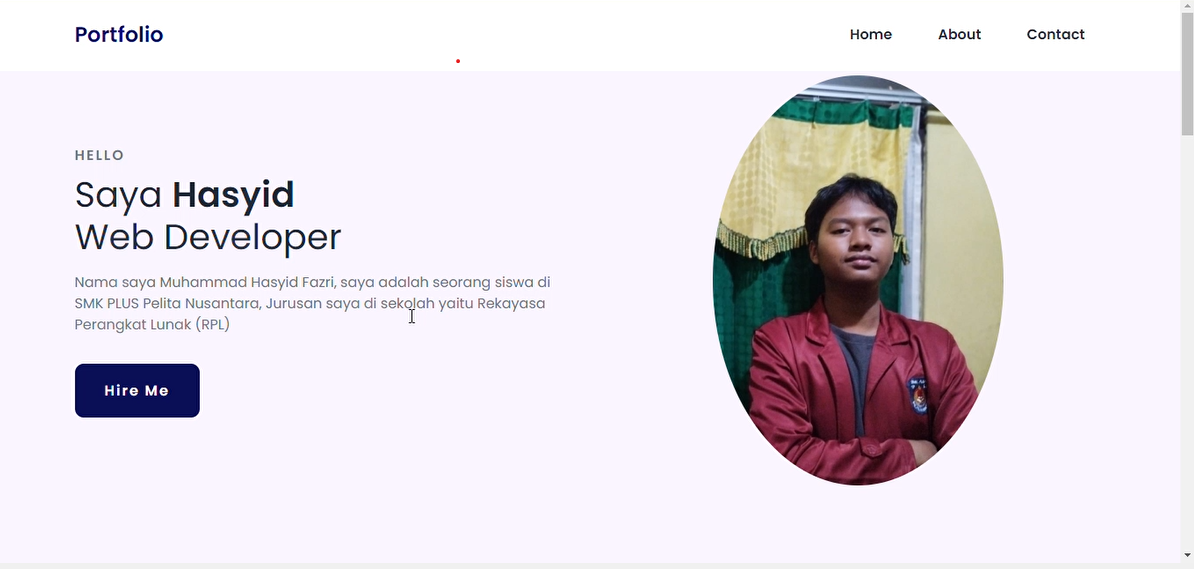 Portfolio
Home
About
Contact
HELLO
Saya Hasyid
Web Developer
Nama saya Muhammad Hasyid Fazri, saya adalah seorang siswa di
SMK PLUS Pelita Nusantara, Jurusan saya di sekolah yaitu Rekayasa
Perangkat Lunak (RPL)
Hire Me